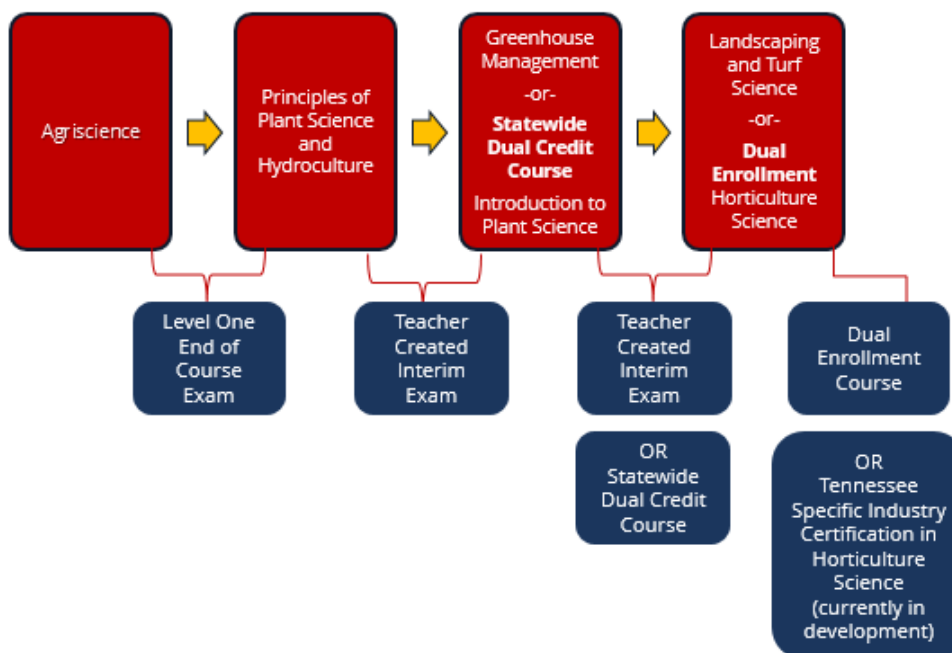 Agriscience
Principles of
Plant Science
and
Hydroculture
Greenhouse
Management
-or-
Statewide
Dual Credit
Course
Introduction to
Plant Science
Landscaping
and Turf
Science
-or-
Dual
Enrollment
Horticulture
Science
Level One
End of
Course
Exam
Teacher
Created
Interim
Exam
Teacher
Created
Interim
Exam
Dual
Enrollment
Course
OR
Statewide
Dual Credit
Course
OR
Tennessee
Specific Industry
Certification in
Horticulture
Science
(currently in
development)